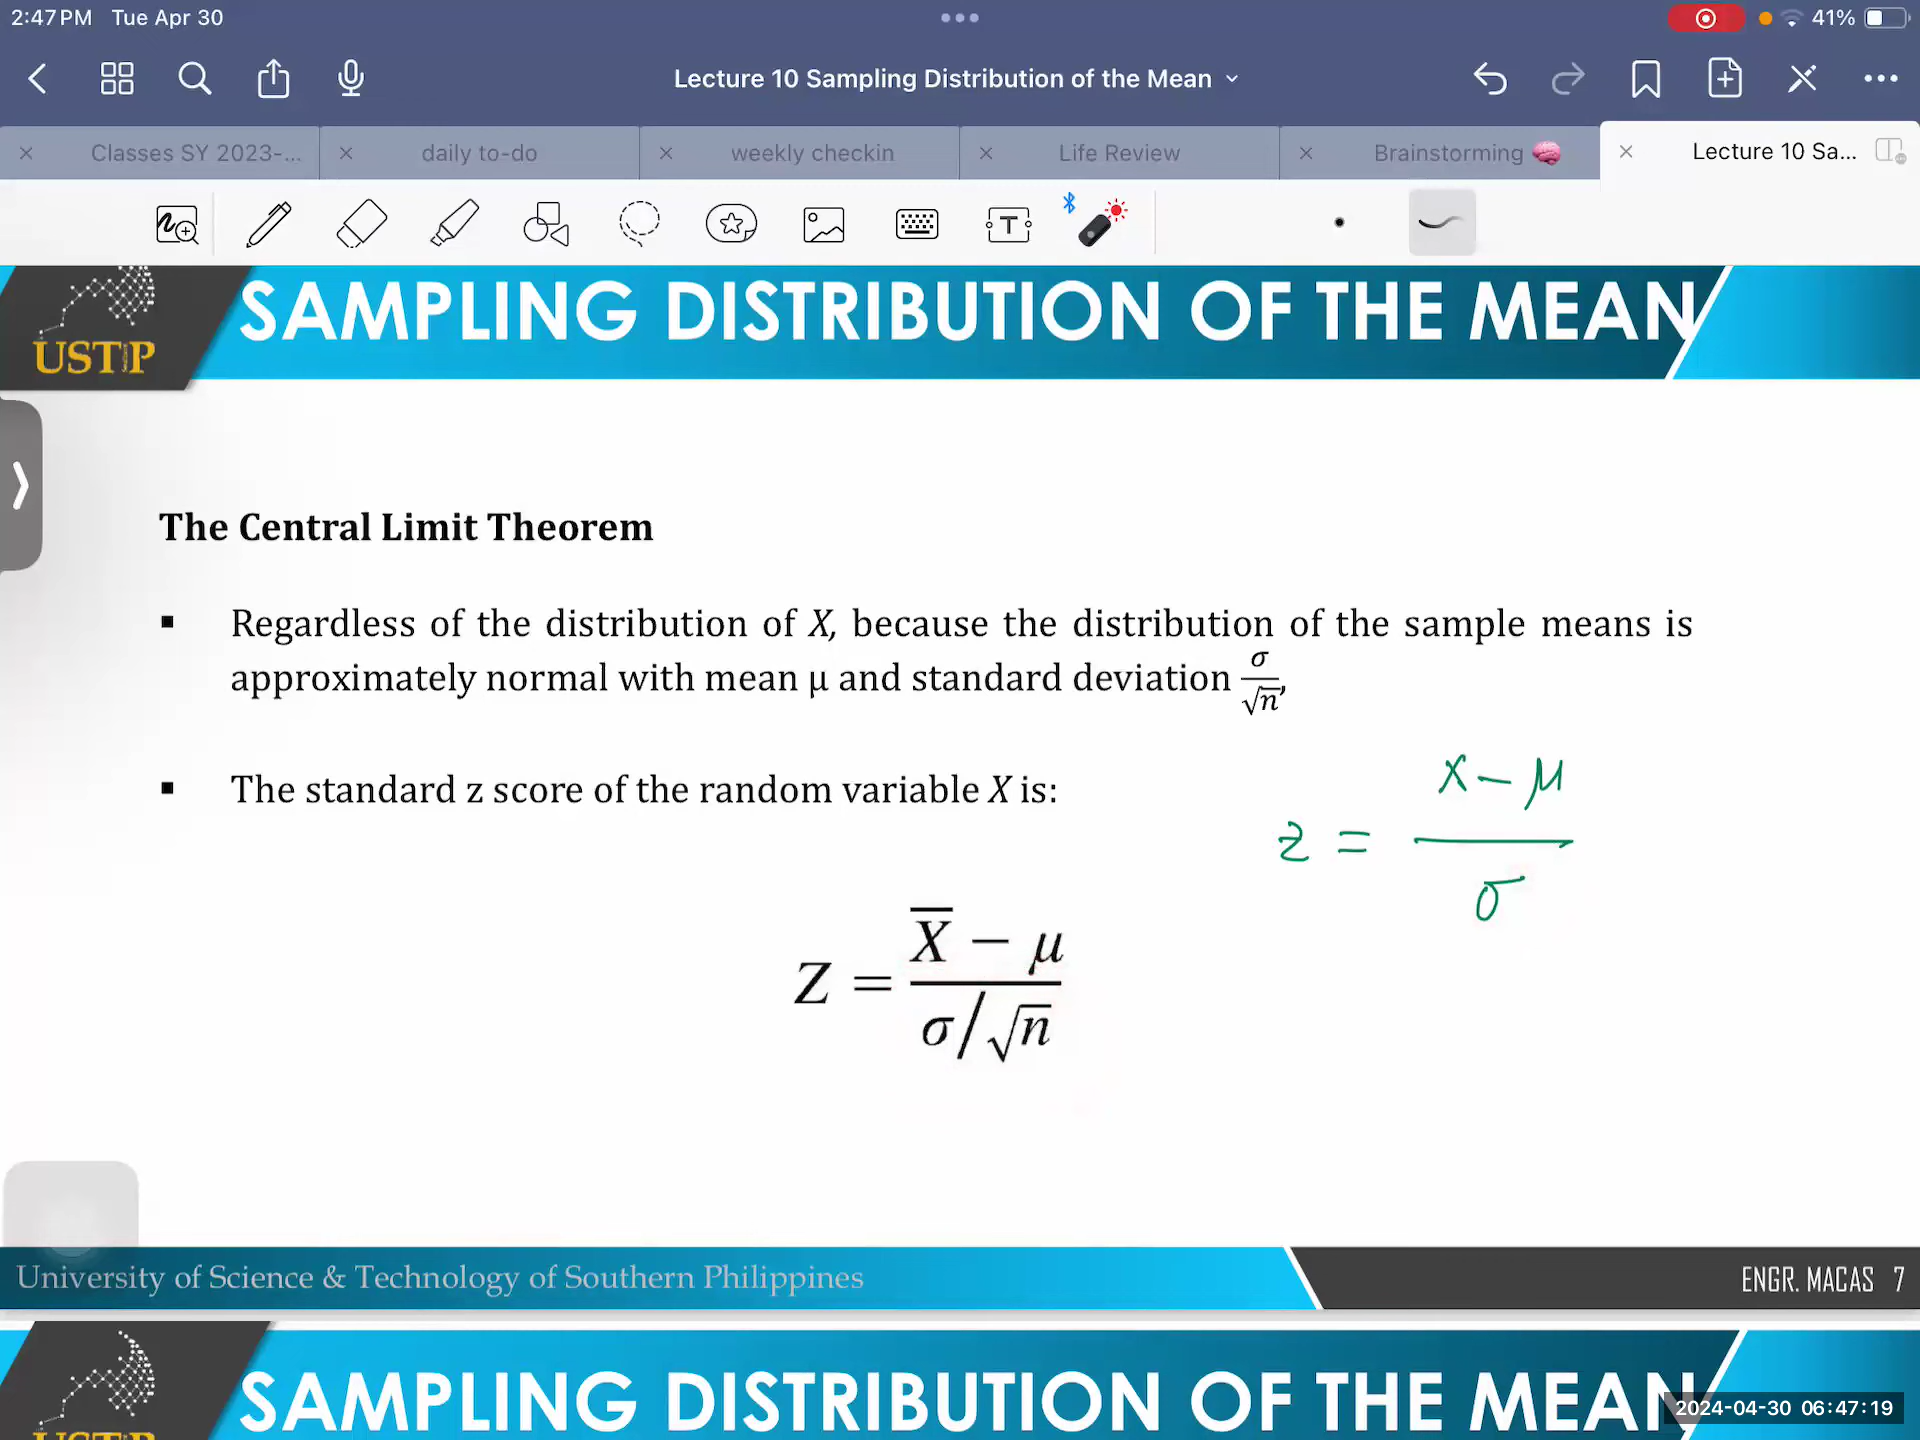 2:47 PM Tue Apr 30
41%
Lecture 10 Sampling Distribution of the Mean
Classes SY 2023-...
daily to-do
weekly checkin
Life Review
Brainstorming 🧠
Lecture 10 Sa...
T
SAMPLING DISTRIBUTION OF THE MEAN
USTP
The Central Limit Theorem
▪ Regardless of the distribution of X, because the distribution of the sample means is
approximately normal with mean μ and standard deviation σ/√n,
▪ The standard z score of the random variable X is:
z = (x − μ)/σ
Z = (X̅ − μ)/(σ/√n)
University of Science & Technology of Southern Philippines
ENGR. MACAS 7
SAMPLING DISTRIBUTION OF THE MEAN
USTP
2024-04-30 06:47:19